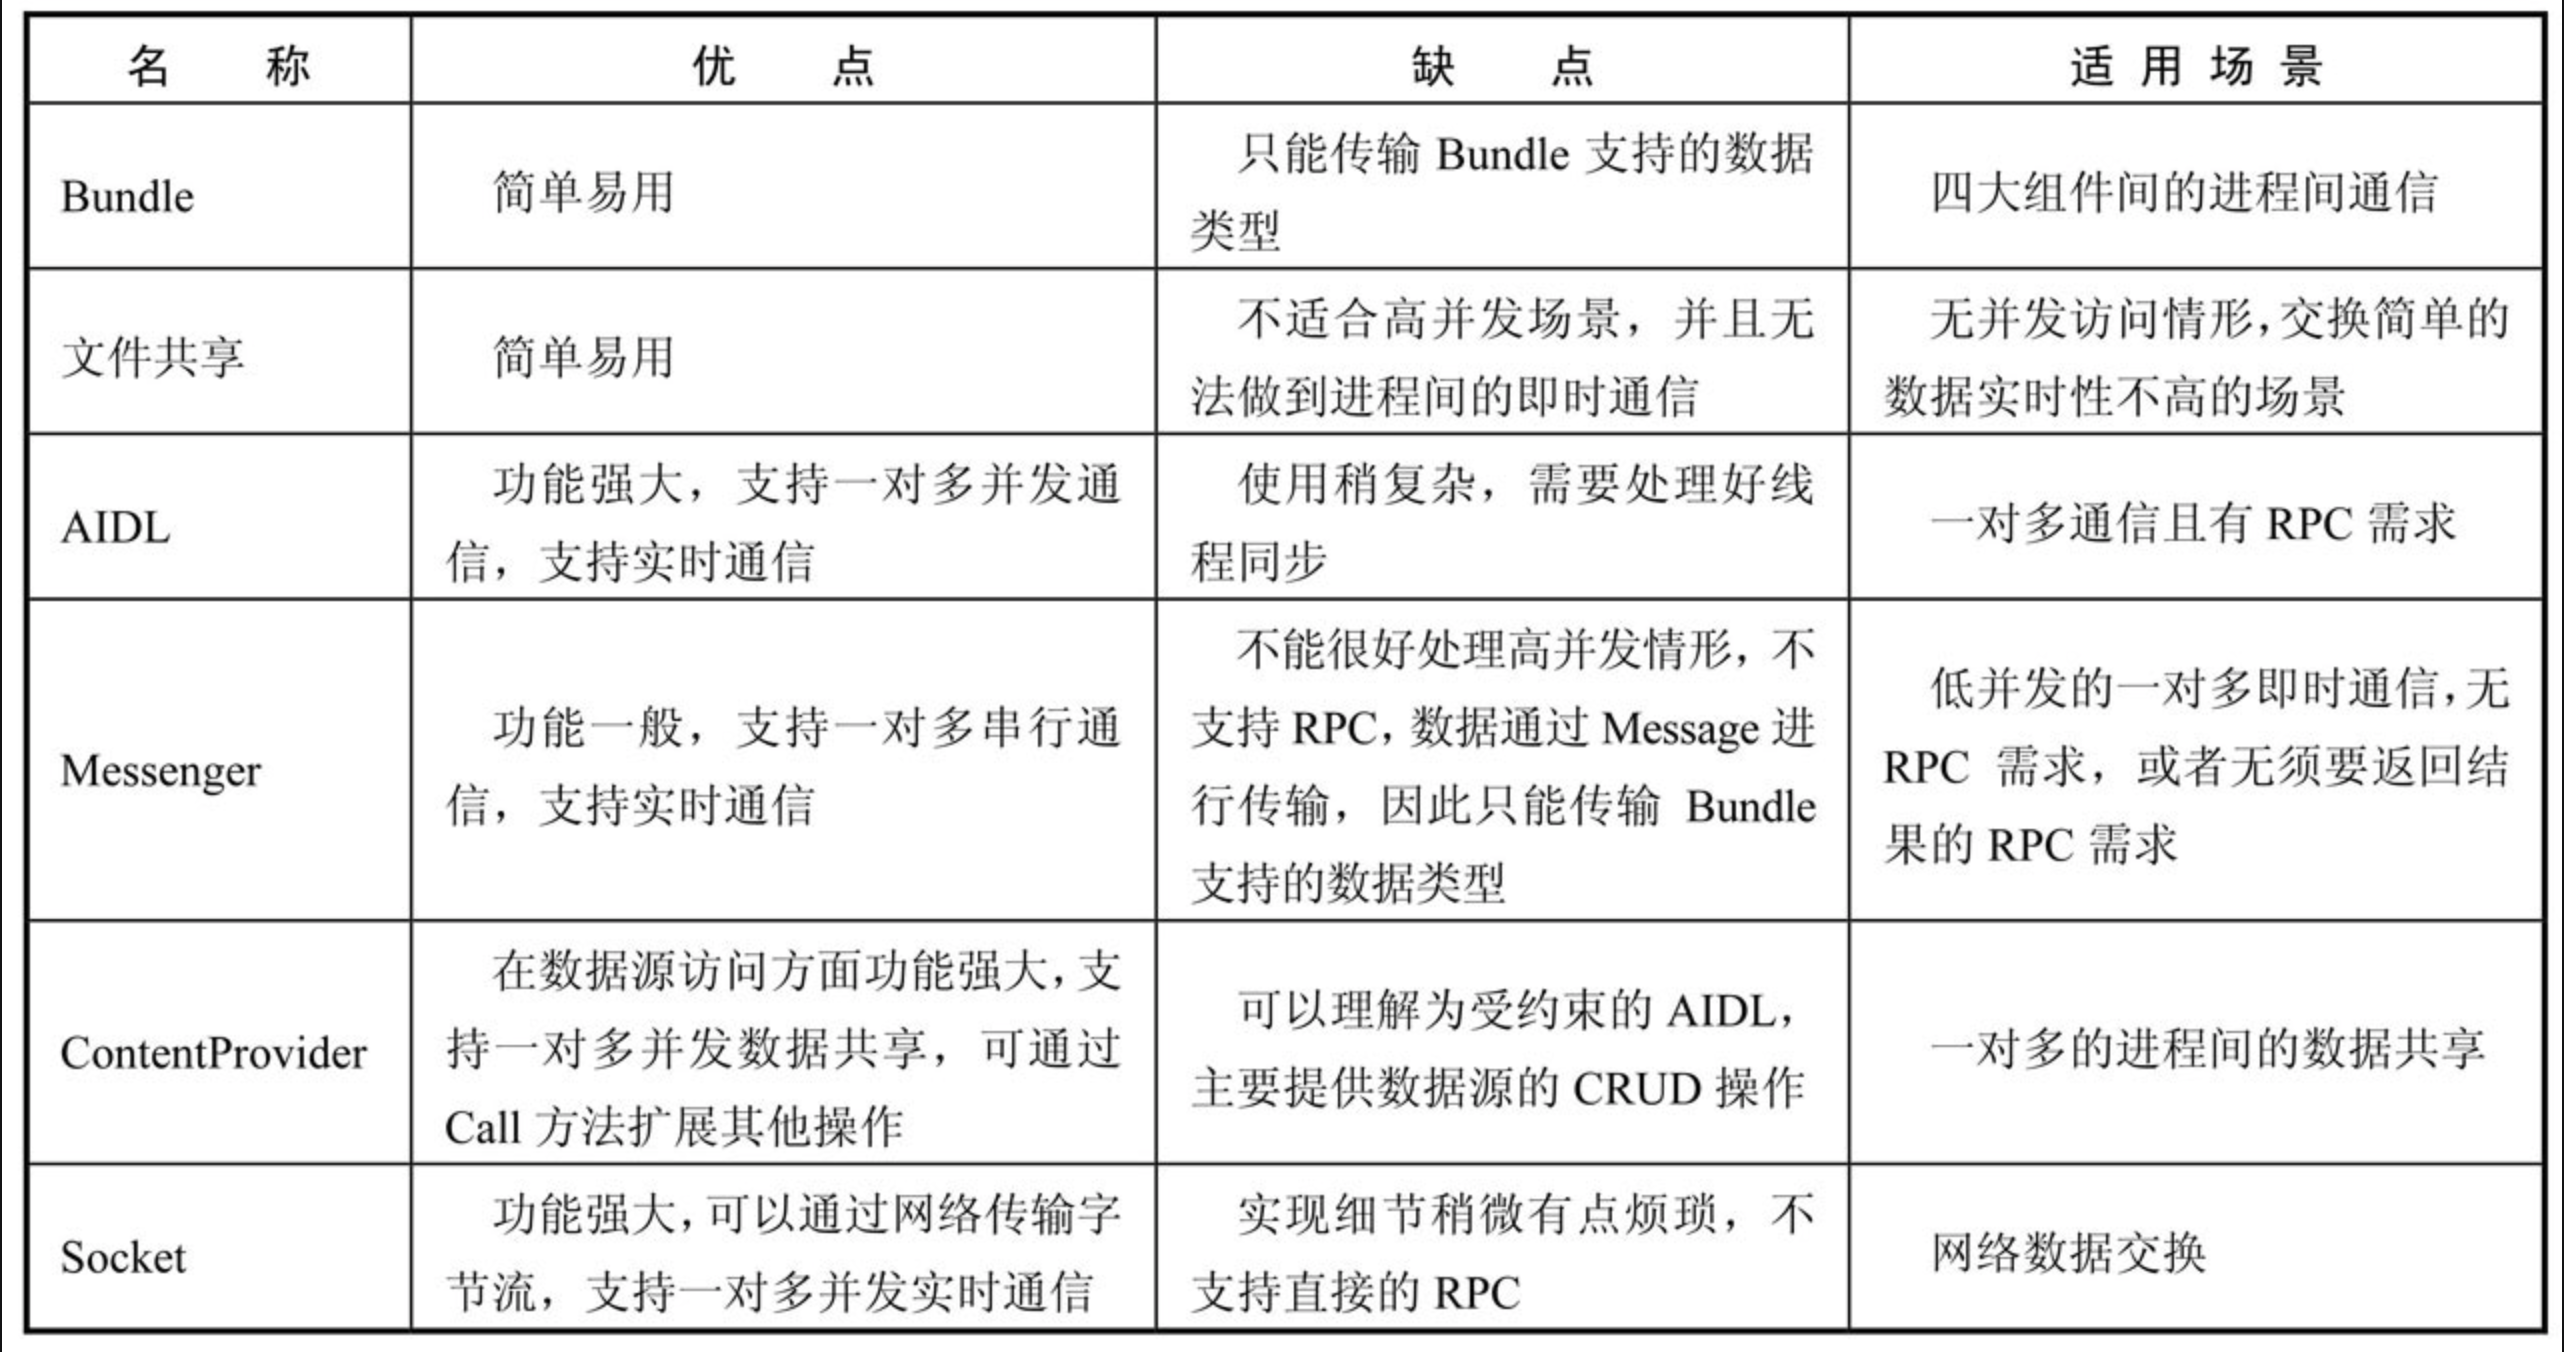 名称 优点 缺点 适用场景
Bundle
简单易用
只能传输 Bundle 支持的数据
类型
四大组件间的进程间通信
文件共享
简单易用
不适合高并发场景，并且无
法做到进程间的即时通信
无并发访问情形，交换简单的
数据实时性不高的场景
AIDL
功能强大，支持一对多并发通
信，支持实时通信
使用稍复杂，需要处理好线
程同步
一对多通信且有 RPC 需求
Messenger
功能一般，支持一对多串行通
信，支持实时通信
不能很好处理高并发情形，不
支持 RPC，数据通过 Message 进
行传输，因此只能传输 Bundle
支持的数据类型
低并发的一对多即时通信，无
RPC 需求，或者无须要返回结
果的 RPC 需求
ContentProvider
在数据源访问方面功能强大，支
持一对多并发数据共享，可通过
Call 方法扩展其他操作
可以理解为受约束的 AIDL，
主要提供数据源的 CRUD 操作
一对多的进程间的数据共享
Socket
功能强大，可以通过网络传输字
节流，支持一对多并发实时通信
实现细节稍微有点烦琐，不
支持直接的 RPC
网络数据交换